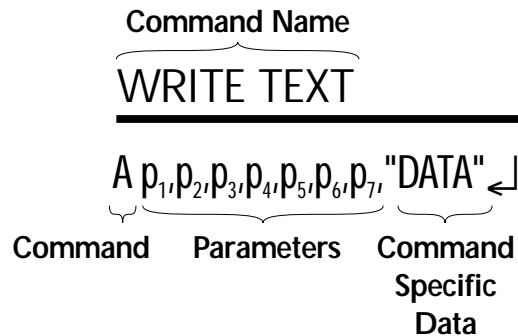 Command Name
WRITE TEXT
A p₁,p₂,p₃,p₄,p₅,p₆,p₇,"DATA"↵
Command Parameters Command
Specific
Data